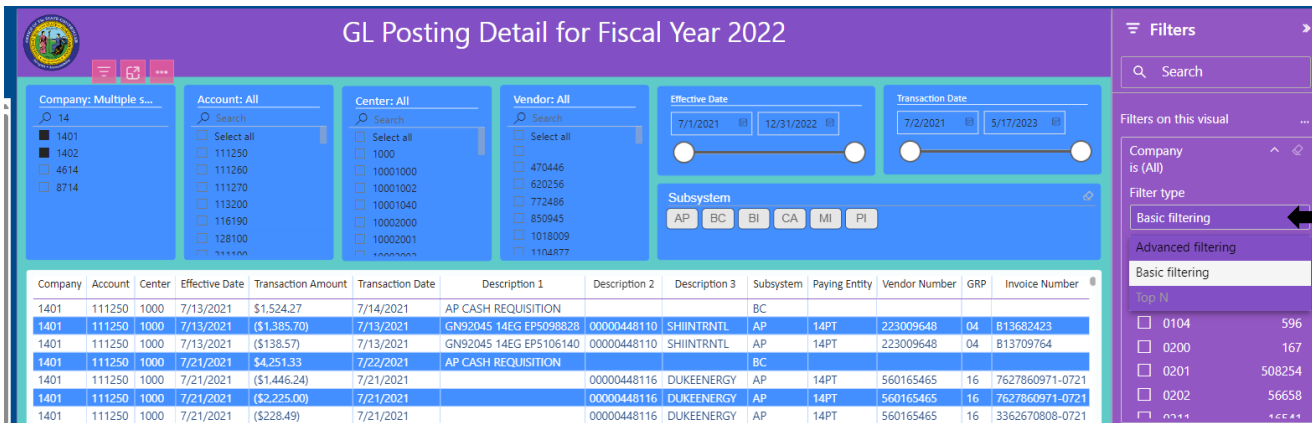 GL Posting Detail for Fiscal Year 2022
Filters
Search
Filters on this visual
...
Company
is (All)
Filter type
Basic filtering
Advanced filtering
Basic filtering
Top N
0104 596
0200 167
0201 508254
0202 56658
0211 16541
Company: Multiple s...
14
1401
1402
4614
8714
Account: All
Search
Select all
111250
111260
111270
113200
116190
128100
211100
Center: All
Search
Select all
1000
10001000
10001002
10001040
10002000
10002001
10002002
Vendor: All
Search
Select all
470446
620256
772486
850945
1018009
1104877
Effective Date
7/1/2021 12/31/2022
Transaction Date
7/2/2021 5/17/2023
Subsystem
AP BC BI CA MI PI
Company Account Center Effective Date Transaction Amount Transaction Date Description 1 Description 2 Description 3 Subsystem Paying Entity Vendor Number GRP Invoice Number
1401 111250 1000 7/13/2021 $1,524.27 7/14/2021 AP CASH REQUISITION BC
1401 111250 1000 7/13/2021 ($1,385.70) 7/13/2021 GN92045 14EG EP5098828 00000448110 SHIINTRNTL AP 14PT 223009648 04 B13682423
1401 111250 1000 7/13/2021 ($138.57) 7/13/2021 GN92045 14EG EP5106140 00000448110 SHIINTRNTL AP 14PT 223009648 04 B13709764
1401 111250 1000 7/21/2021 $4,251.33 7/22/2021 AP CASH REQUISITION BC
1401 111250 1000 7/21/2021 ($1,446.24) 7/21/2021 00000448116 DUKEENERGY AP 14PT 560165465 16 7627860971-0721
1401 111250 1000 7/21/2021 ($2,225.00) 7/21/2021 00000448116 DUKEENERGY AP 14PT 560165465 16 7627860971-0721
1401 111250 1000 7/21/2021 ($228.49) 7/21/2021 00000448116 DUKEENERGY AP 14PT 560165465 16 3362670808-0721